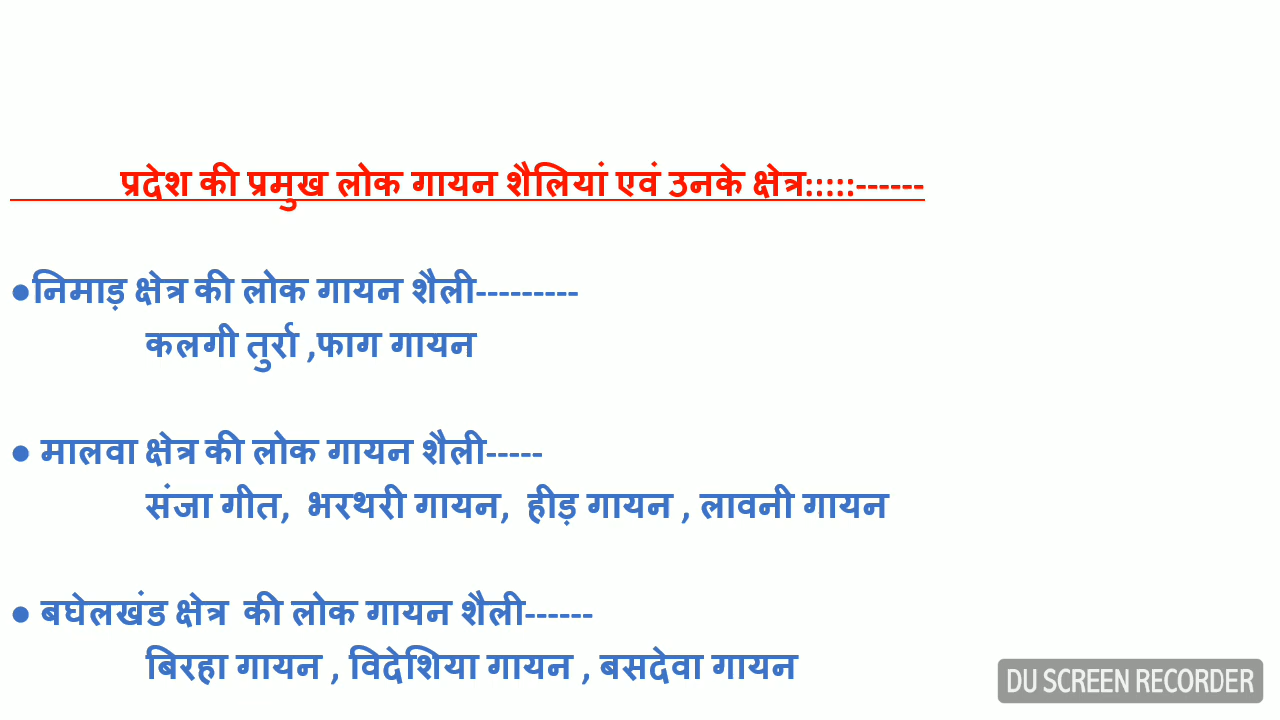 प्रदेश की प्रमुख लोक गायन शैलियां एवं उनके क्षेत्र:::::------
●निमाड़ क्षेत्र की लोक गायन शैली---------
कलगी तुर्रा ,फाग गायन
● मालवा क्षेत्र की लोक गायन शैली-----
संजा गीत, भरथरी गायन, हीड़ गायन , लावनी गायन
● बघेलखंड क्षेत्र की लोक गायन शैली------
बिरहा गायन , विदेशिया गायन , बसदेवा गायन
DU SCREEN RECORDER